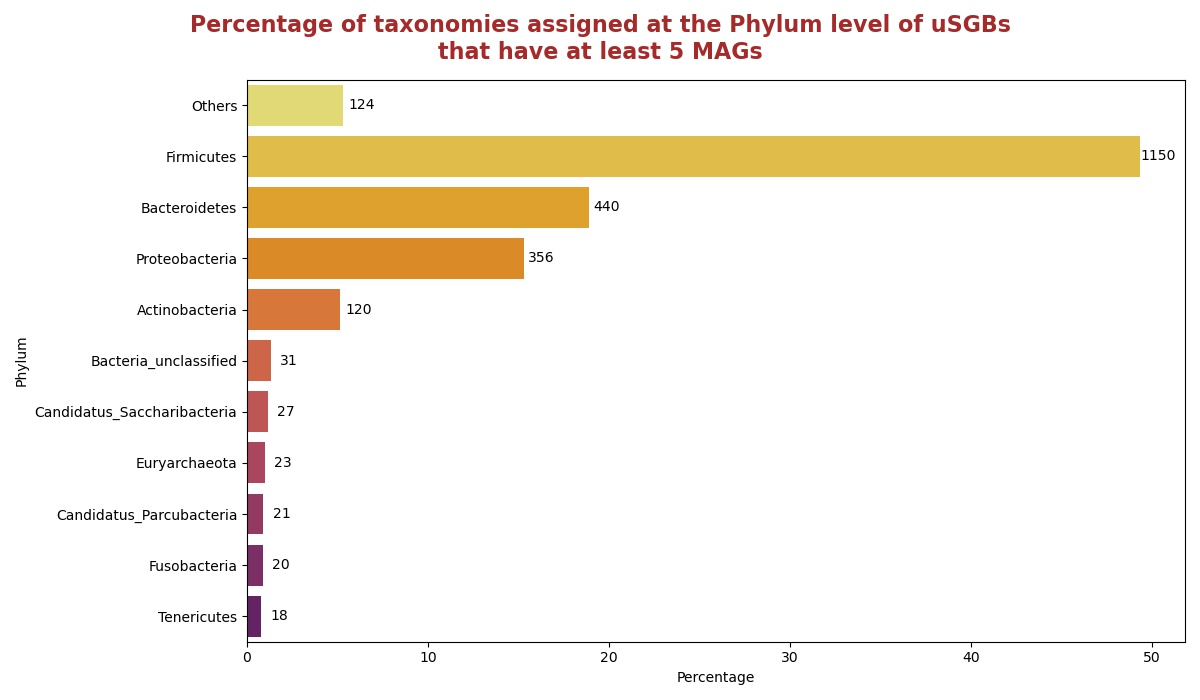 Percentage of taxonomies assigned at the Phylum level of uSGBs
that have at least 5 MAGs
Others 124
Firmicutes 1150
Bacteroidetes 440
Proteobacteria 356
Actinobacteria 120
Bacteria_unclassified 31
Candidatus_Saccharibacteria 27
Euryarchaeota 23
Candidatus_Parcubacteria 21
Fusobacteria 20
Tenericutes 18
Phylum
0 10 20 30 40 50
Percentage